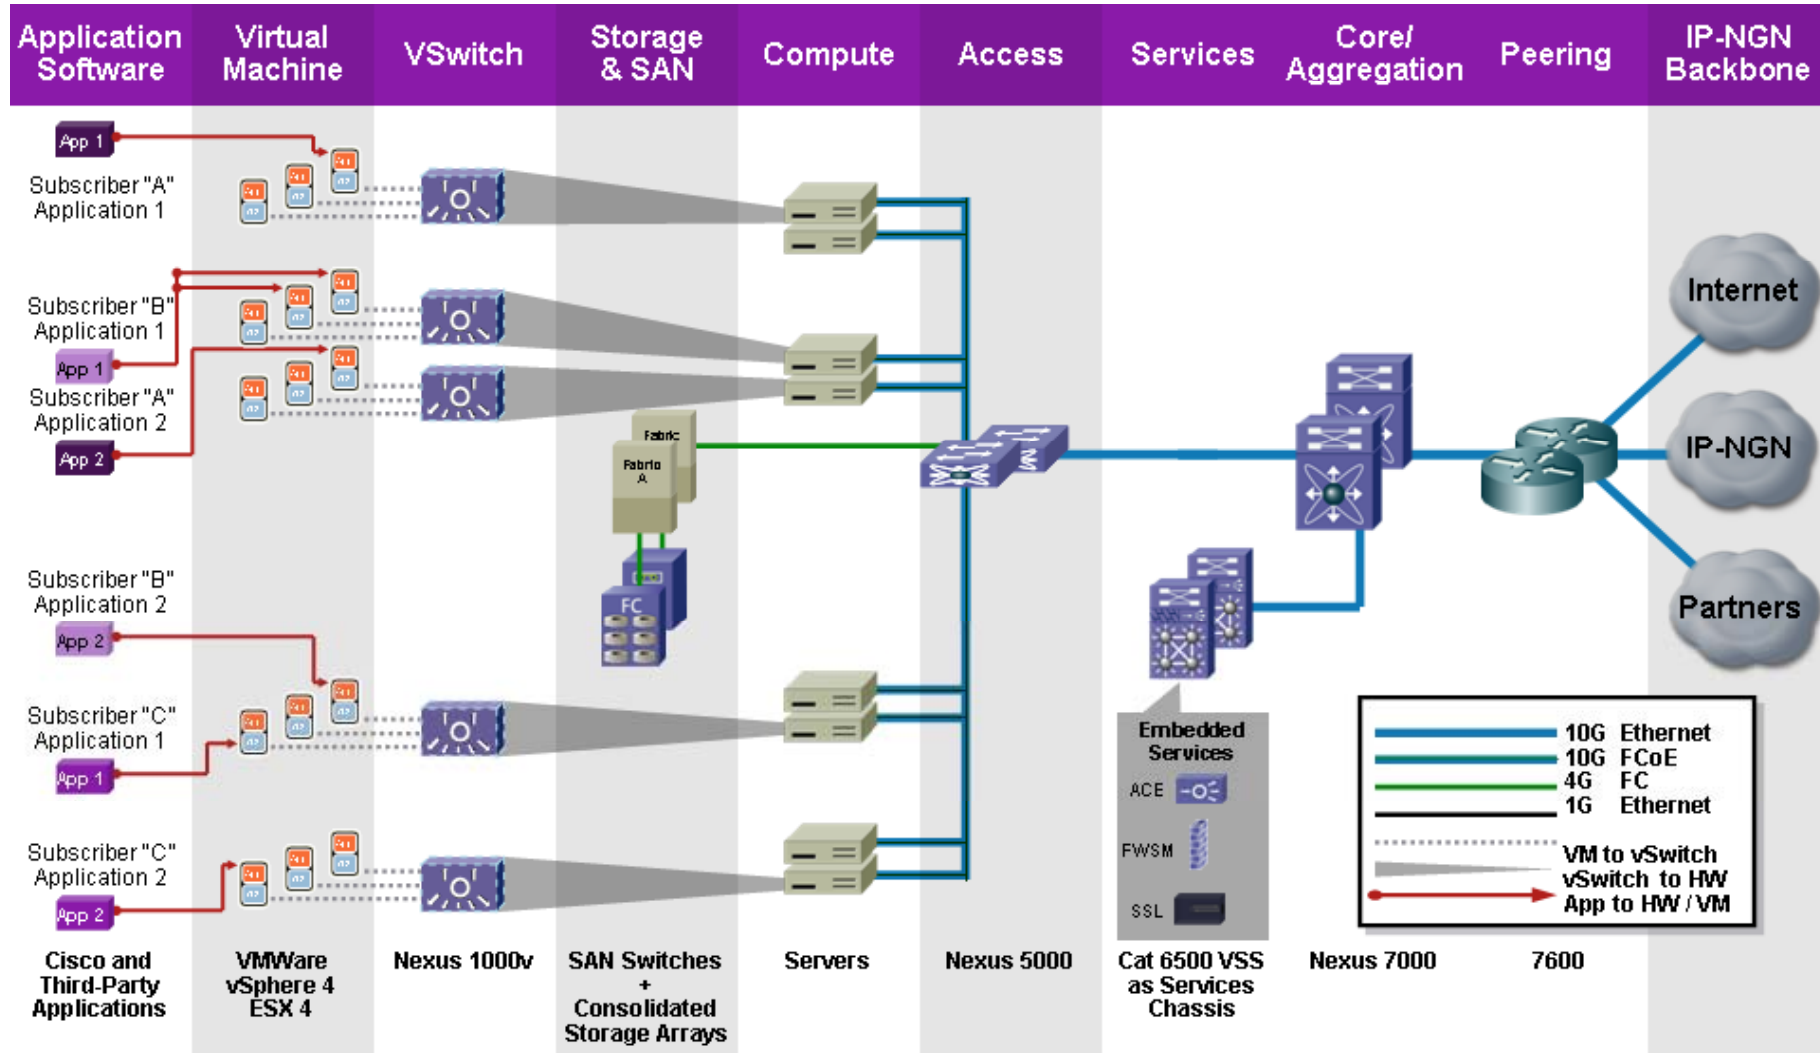 Application
Software
Virtual
Machine
VSwitch
Storage
& SAN
Compute
Access
Services
Core/
Aggregation
Peering
IP-NGN
Backbone
App 1
Subscriber "A"
Application 1
Subscriber "B"
Application 1
App 1
Subscriber "A"
Application 2
App 2
Subscriber "B"
Application 2
App 2
Subscriber "C"
Application 1
App 1
Subscriber "C"
Application 2
App 2
Fabric
Fabric
A
FC
Embedded
Services
ACE
FWSM
SSL
Internet
IP-NGN
Partners
10G Ethernet
10G FCoE
4G FC
1G Ethernet
VM to vSwitch
vSwitch to HW
App to HW / VM
Cisco and
Third-Party
Applications
VMWare
vSphere 4
ESX 4
Nexus 1000v
SAN Switches
+
Consolidated
Storage Arrays
Servers
Nexus 5000
Cat 6500 VSS
as Services
Chassis
Nexus 7000
7600